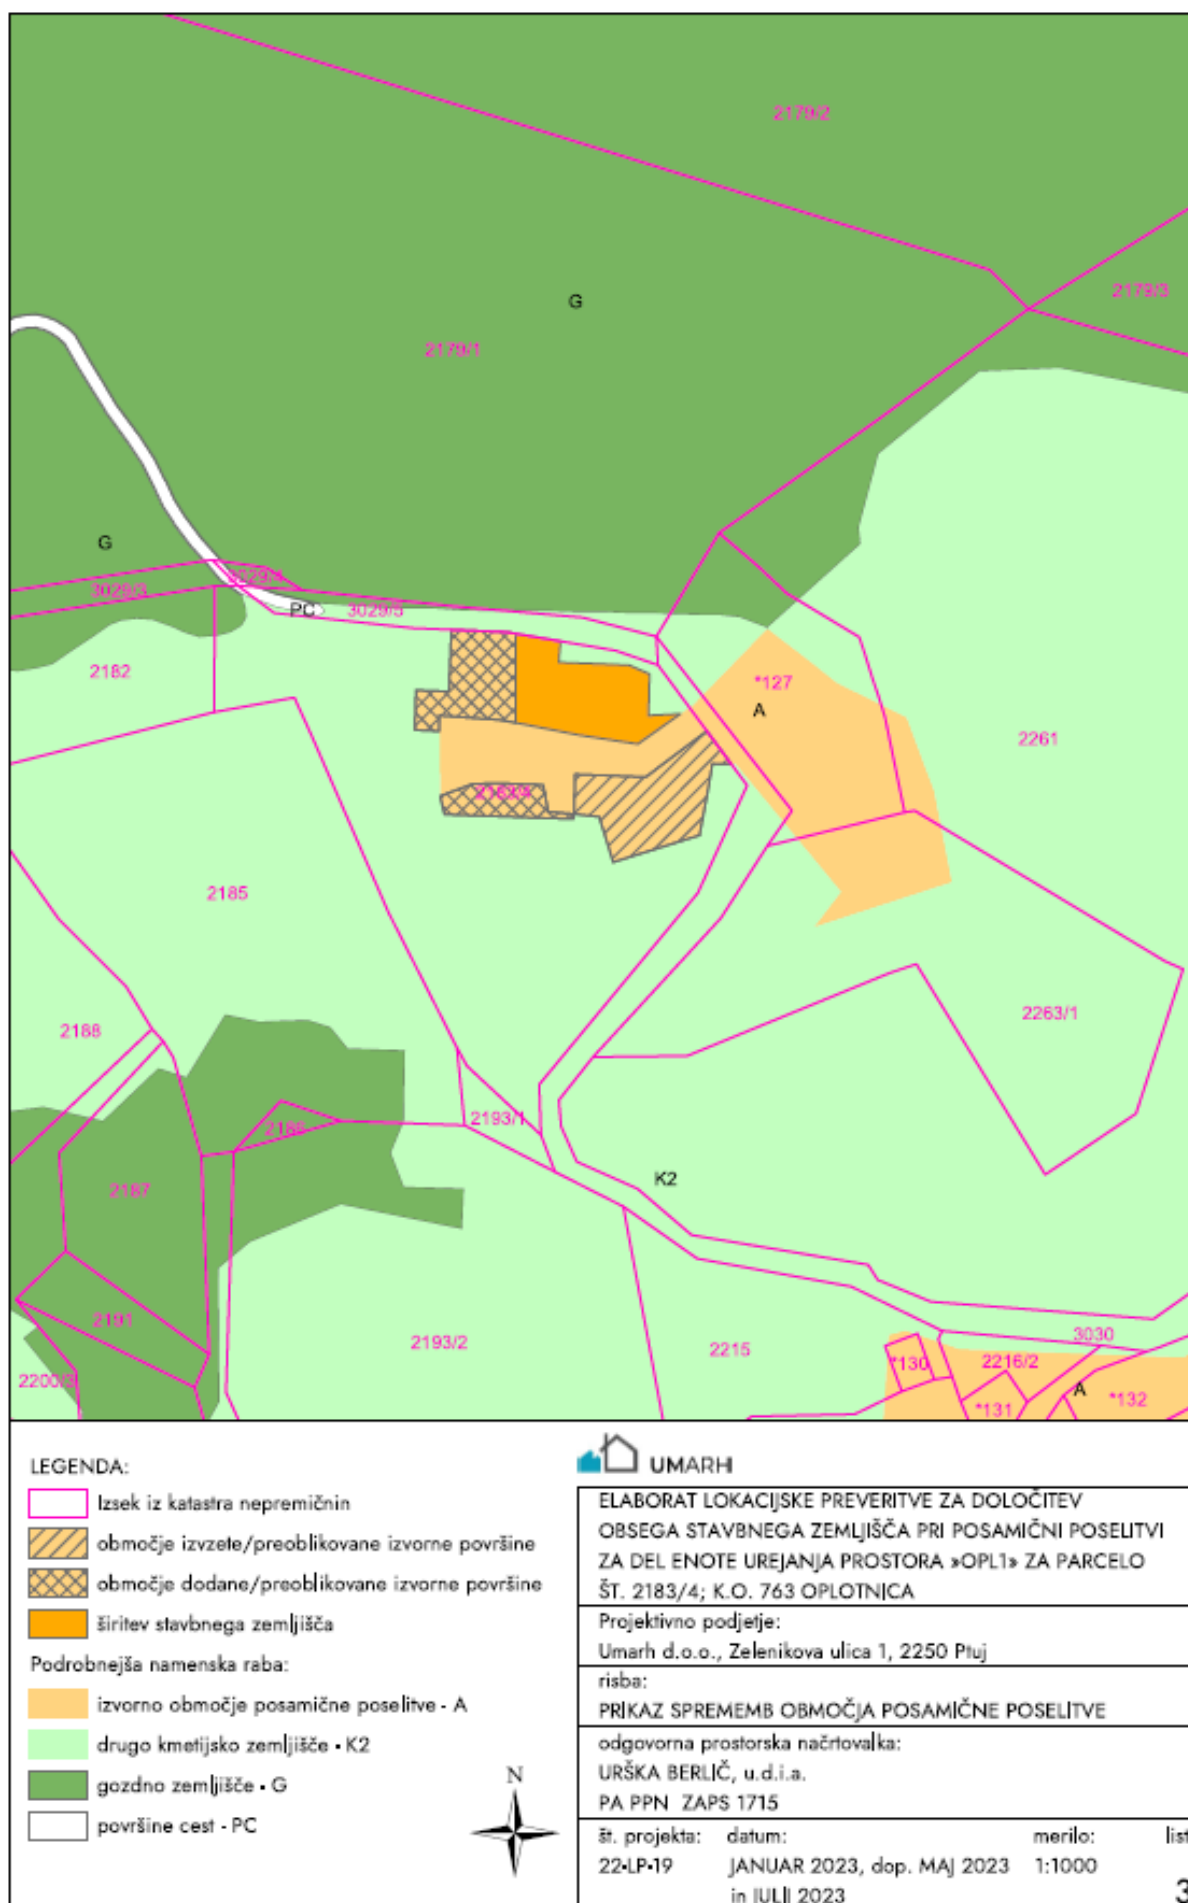 2179/2
2179/3
G
2179/1
G
3029/4
3029/3
PC
3029/5
2182
*127
A
2261
2183/4
2185
2263/1
2188
2193/1
2186
K2
2187
2191
2193/2
2215
3030
2200/3
*130
2216/2
A
*131
*132
LEGENDA:
Izsek iz katastra nepremičnin
območje izvzete/preoblikovane izvorne površine
območje dodane/preoblikovane izvorne površine
širitev stavbnega zemljišča
Podrobnejša namenska raba:
izvorno območje posamične poselitve - A
drugo kmetijsko zemljišče - K2
gozdno zemljišče - G
površine cest - PC
N
UMARH
ELABORAT LOKACIJSKE PREVERITVE ZA DOLOČITEV
OBSEGA STAVBNEGA ZEMLJIŠČA PRI POSAMIČNI POSELITVI
ZA DEL ENOTE UREJANJA PROSTORA »OPL1« ZA PARCELO
ŠT. 2183/4; K.O. 763 OPLOTNICA
Projektivno podjetje:
Umarh d.o.o., Zelenikova ulica 1, 2250 Ptuj
risba:
PRIKAZ SPREMEMB OBMOČJA POSAMIČNE POSELITVE
odgovorna prostorska načrtovalka:
URŠKA BERLIČ, u.d.i.a.
PA PPN ZAPS 1715
št. projekta: datum: merilo: list
22-LP-19 JANUAR 2023, dop. MAJ 2023 1:1000
in JULIJ 2023 3